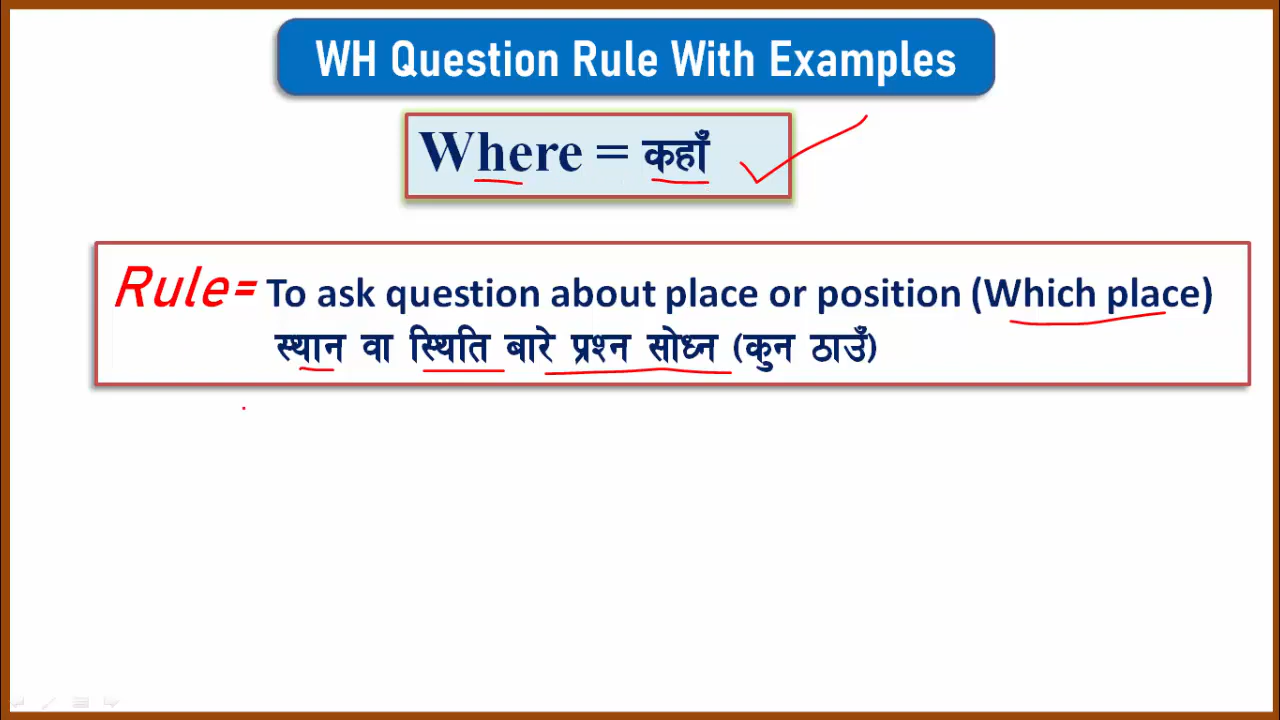 WH Question Rule With Examples
Where = कहाँ
Rule= To ask question about place or position (Which place)
स्थान वा स्थिति बारे प्रश्न सोध्न (कुन ठाउँ)